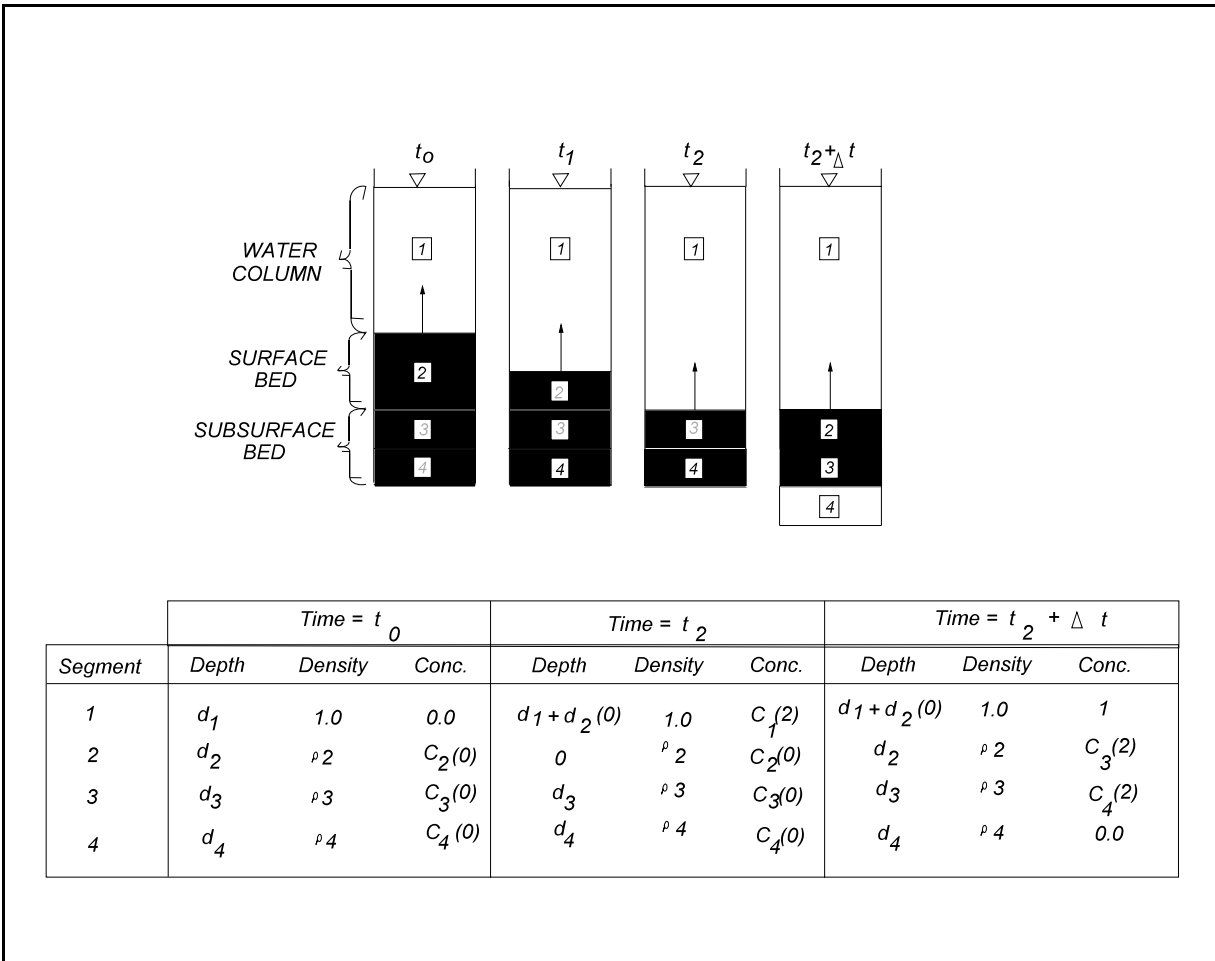 t0 t1 t2 t2+Δ t
1 1 1 1
WATER
COLUMN
SURFACE
BED
2 2 2
SUBSURFACE
BED
3 3 3 3
4 4 4 4
Time = t 0 Time = t 2 Time = t 2 + Δ t
Segment Depth Density Conc. Depth Density Conc. Depth Density Conc.
1 d1 1.0 0.0 d1+d2(0) 1.0 C1(2) d1+d2(0) 1.0 1
2 d2 ρ2 C2(0) 0 ρ2 C2(0) d2 ρ2 C3(2)
3 d3 ρ3 C3(0) d3 ρ3 C3(0) d3 ρ3 C4(2)
4 d4 ρ4 C4(0) d4 ρ4 C4(0) d4 ρ4 0.0